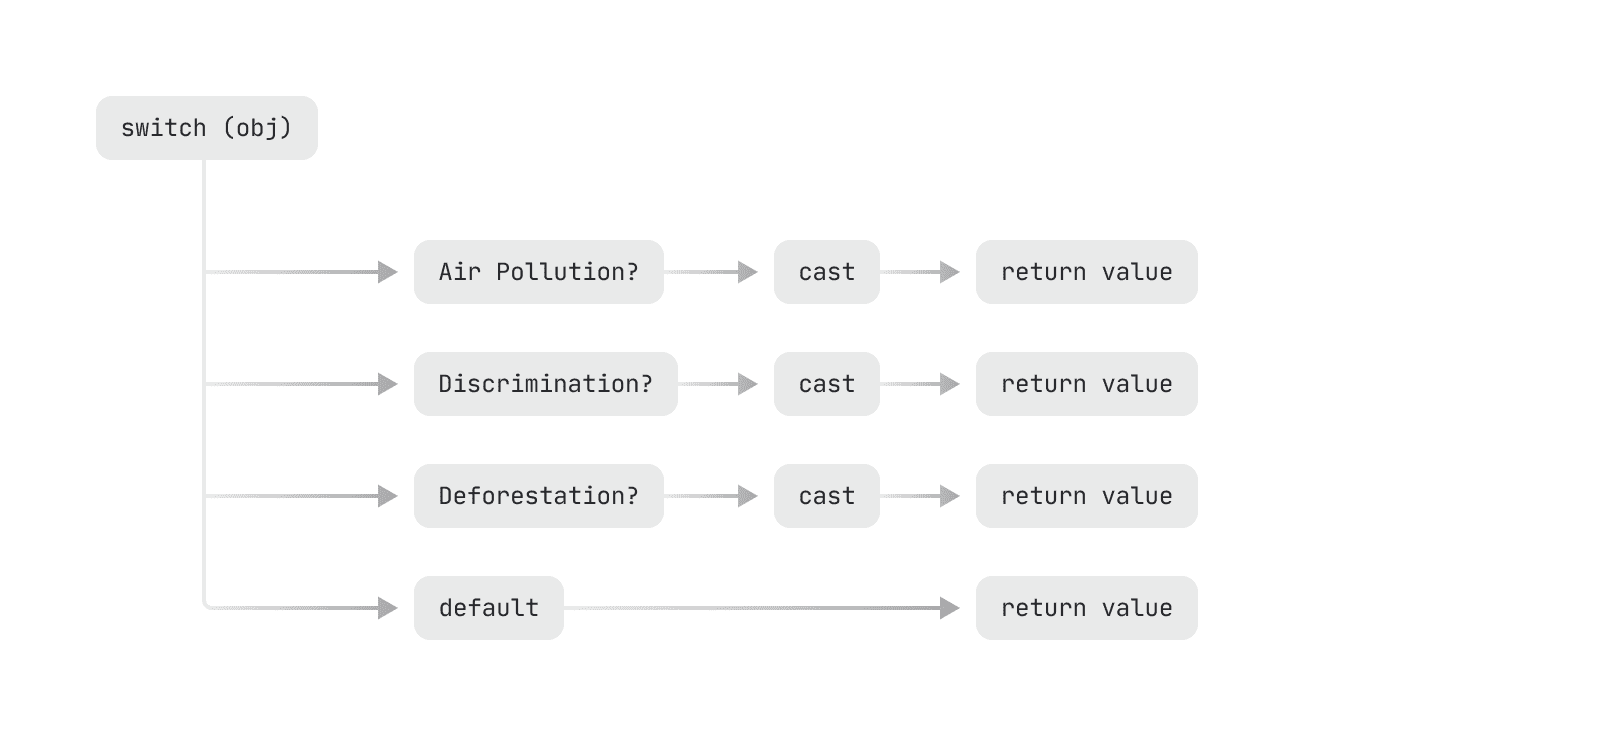 switch (obj)
Air Pollution? cast return value
Discrimination? cast return value
Deforestation? cast return value
default return value